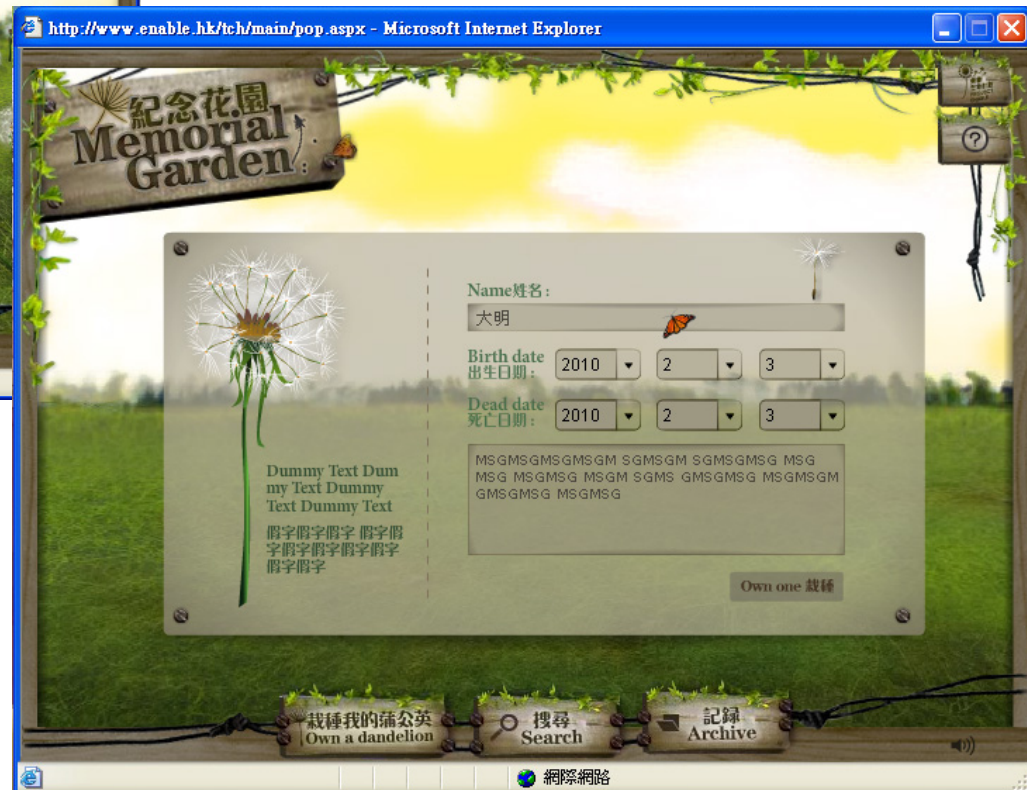 http://www.enable.hk/tch/main/pop.aspx - Microsoft Internet Explorer
紀念花園
Memorial
Garden
Name姓名 :
大明
Birth date
出生日期 :
2010 2 3
Dead date
死亡日期 :
2010 2 3
MSGMSGMSGMSGM SGMSGM SGMSGMSG MSG
MSG MSGMSG MSGM SGMS GMSGMSG MSGMSGM
GMSGMSG MSGMSG
Dummy Text Dum
my Text Dummy
Text Dummy Text
假字假字假字 假字假
字假字假字假字假字
假字假字
Own one 栽種
栽種我的蒲公英
Own a dandelion
搜尋
Search
記録
Archive
網際網路